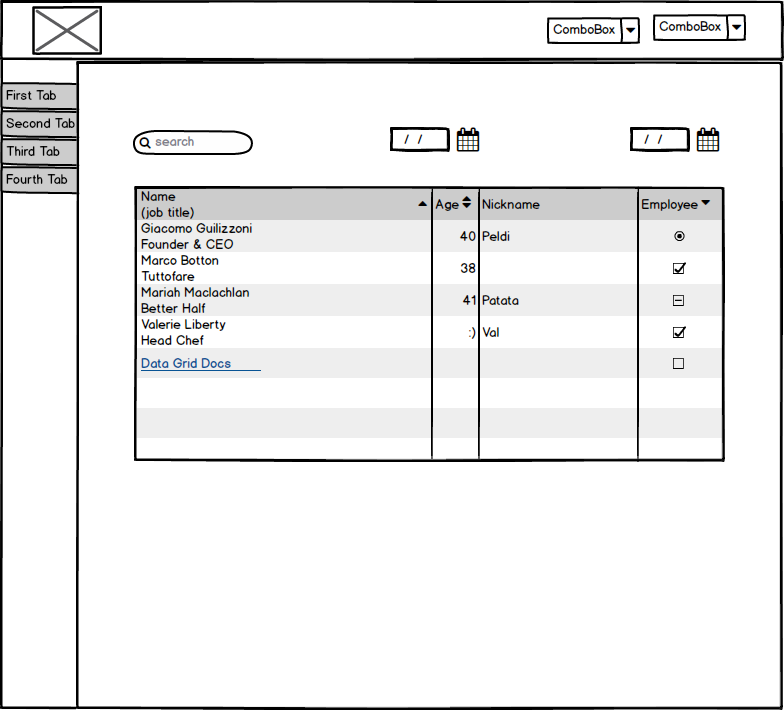 ComboBox
ComboBox
First Tab
Second Tab
Third Tab
Fourth Tab
search
/ /
/ /
Name
(job title)
Age
Nickname
Employee
Giacomo Guilizzoni
Founder & CEO
40
Peldi
Marco Botton
Tuttofare
38
Mariah Maclachlan
Better Half
41
Patata
Valerie Liberty
Head Chef
:)
Val
Data Grid Docs